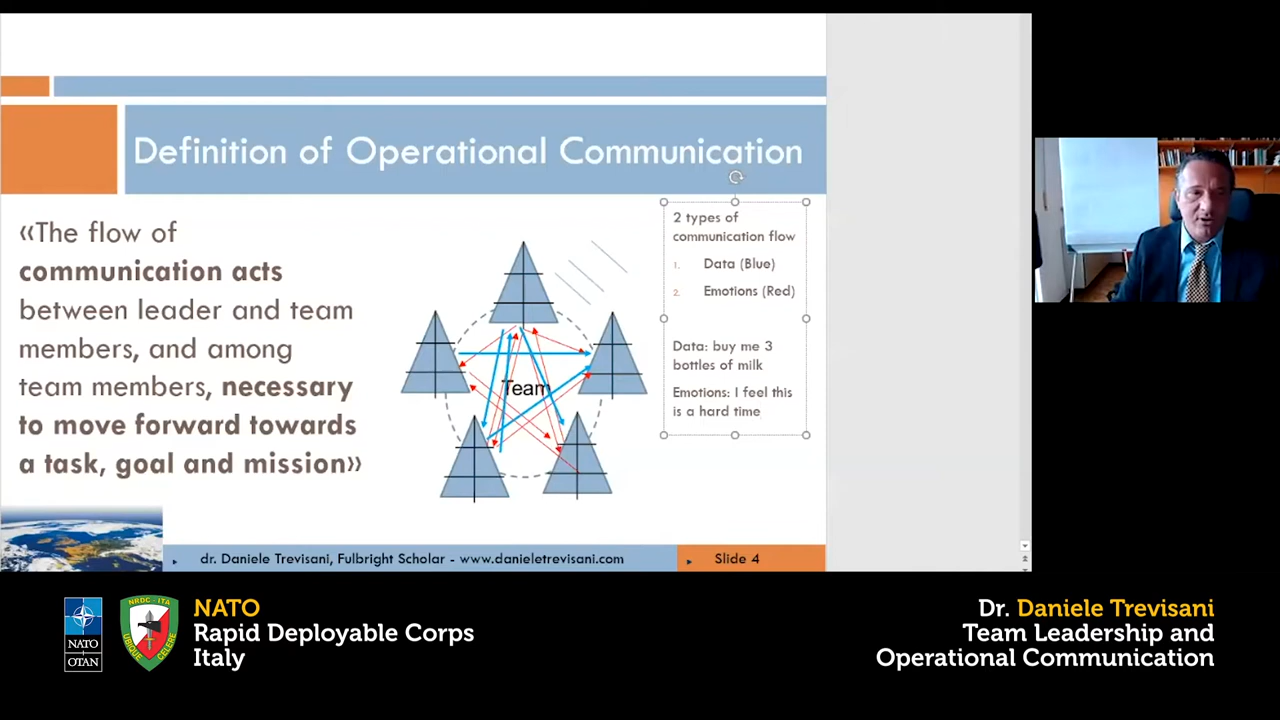 Definition of Operational Communication
«The flow of
communication acts
between leader and team
members, and among
team members, necessary
to move forward towards
a task, goal and mission»
Team
2 types of
communication flow
1. Data (Blue)
2. Emotions (Red)
Data: buy me 3
bottles of milk
Emotions: I feel this
is a hard time
dr. Daniele Trevisani, Fulbright Scholar - www.danieletrevisani.com
Slide 4
NATO
OTAN
NRDC - ITA
UBIQUE CELERE
NATO
Rapid Deployable Corps
Italy
Dr. Daniele Trevisani
Team Leadership and
Operational Communication